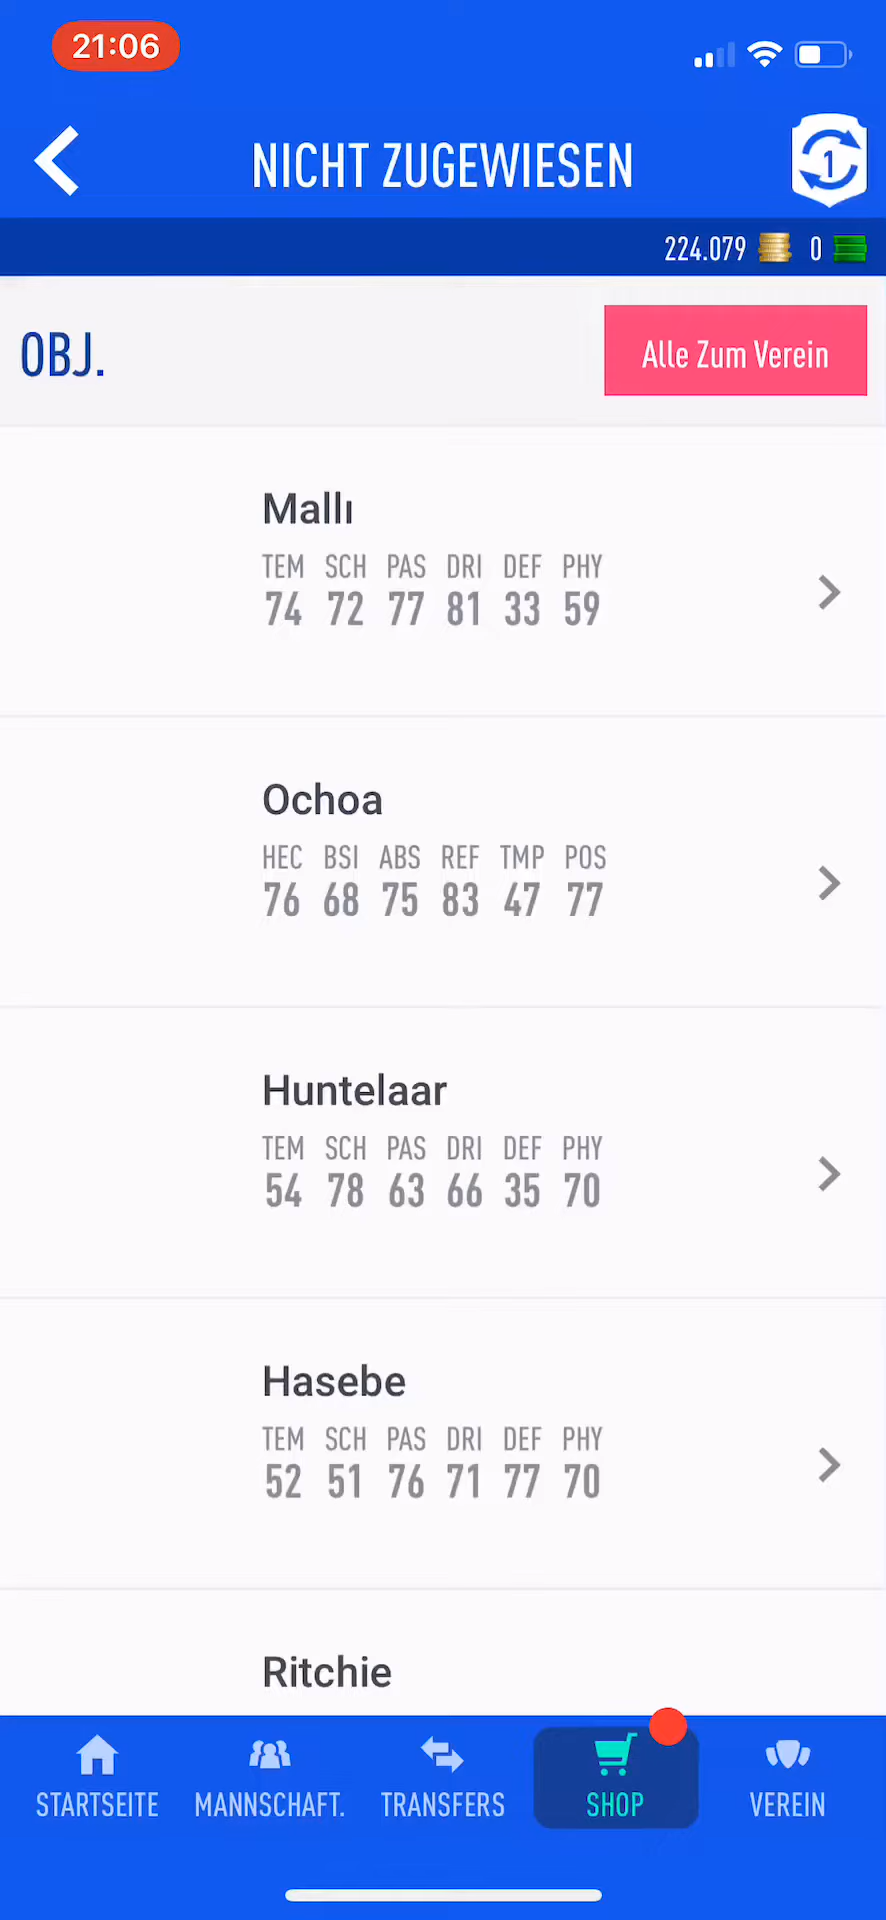 21:06
NICHT ZUGEWIESEN
1
224.079 0
OBJ.
Alle Zum Verein
Mallı
TEM SCH PAS DRI DEF PHY
74 72 77 81 33 59
Ochoa
HEC BSI ABS REF TMP POS
76 68 75 83 47 77
Huntelaar
TEM SCH PAS DRI DEF PHY
54 78 63 66 35 70
Hasebe
TEM SCH PAS DRI DEF PHY
52 51 76 71 77 70
Ritchie
STARTSEITE MANNSCHAFT. TRANSFERS SHOP VEREIN